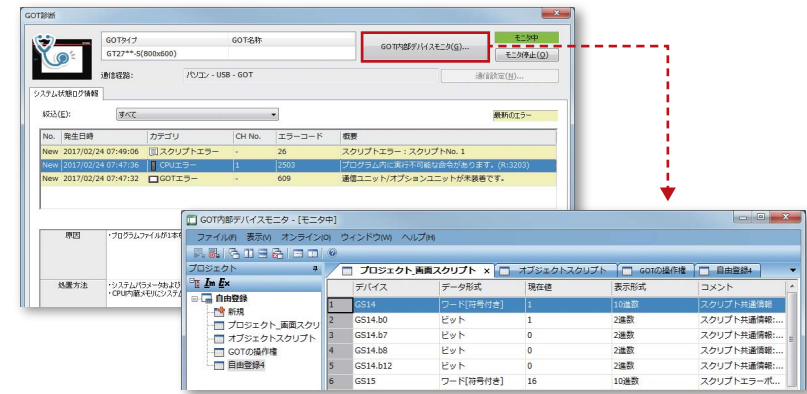 GOT診断
GOTタイプ GOT名称
GT27**-S(800x600)
GOT内部デバイスモニタ(G)...
モニタ中
モニタ停止(O)
通信経路: パソコン - USB - GOT
通信設定(N)...
システム状態ログ情報
絞込(E): すべて
最新のエラー
No. 発生日時 カテゴリ CH No. エラーコード 概要
New 2017/02/24 07:49:06 スクリプトエラー - 26 スクリプトエラー：スクリプトNo. 1
New 2017/02/24 07:47:36 CPUエラー 1 2503 プログラム内に実行不可能な命令があります。(R:3203)
New 2017/02/24 07:47:32 GOTエラー - 609 通信ユニット/オプションユニットが未装着です。
原因 ・プログラムファイルが1本も
処置方法 ・システムパラメータおよび
・CPU内蔵メモリにシステム
GOT内部デバイスモニタ - [モニタ中]
ファイル(F) 表示(V) オンライン(O) ウィンドウ(W) ヘルプ(H)
プロジェクト
自由登録
新規
プロジェクト_画面スクリ
オブジェクトスクリプト
GOTの操作権
自由登録4
プロジェクト_画面スクリプト × オブジェクトスクリプト GOTの操作権 自由登録4
デバイス データ形式 現在値 表示形式 コメント
1 GS14 ワード[符号付き] 1 10進数 スクリプト共通情報
2 GS14.b0 ビット 1 2進数 スクリプト共通情報:...
3 GS14.b7 ビット 0 2進数 スクリプト共通情報:...
4 GS14.b8 ビット 0 2進数 スクリプト共通情報:...
5 GS14.b12 ビット 0 2進数 スクリプト共通情報:...
6 GS15 ワード[符号付き] 16 10進数 スクリプトエラーポ...